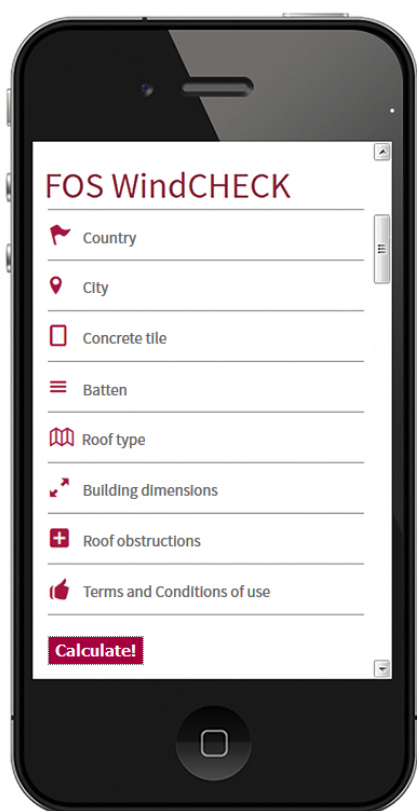 FOS WindCHECK
Country
City
Concrete tile
Batten
Roof type
Building dimensions
Roof obstructions
Terms and Conditions of use
Calculate!